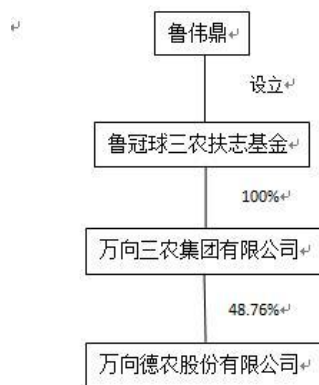 鲁伟鼎
设立
鲁冠球三农扶志基金
100%
万向三农集团有限公司
48.76%
万向德农股份有限公司